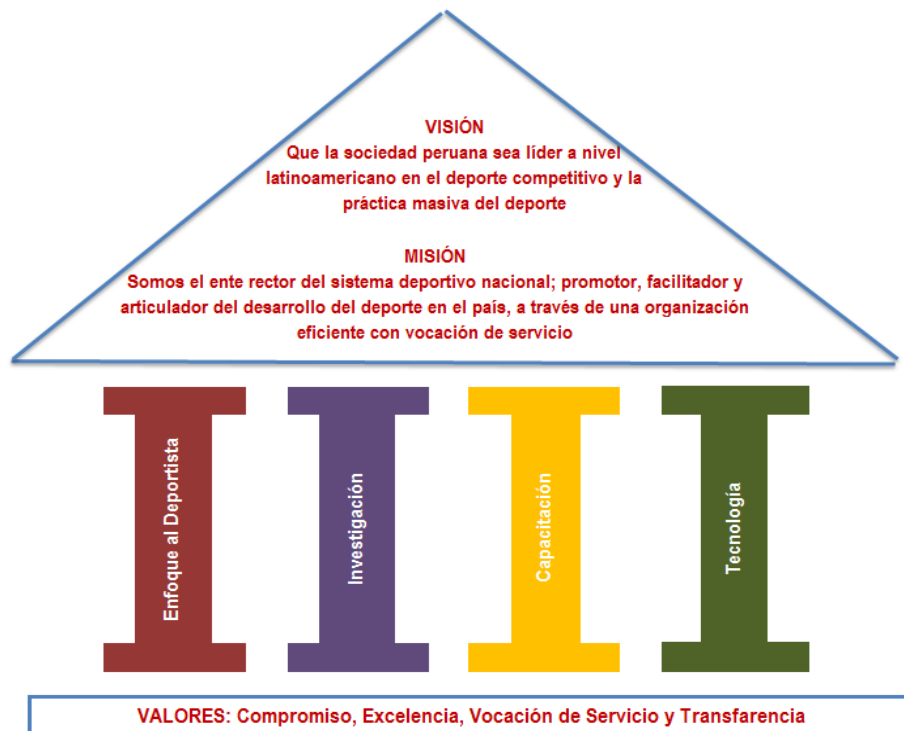 VISIÓN
Que la sociedad peruana sea líder a nivel
latinoamericano en el deporte competitivo y la
práctica masiva del deporte
MISIÓN
Somos el ente rector del sistema deportivo nacional; promotor, facilitador y
articulador del desarrollo del deporte en el país, a través de una organización
eficiente con vocación de servicio
Enfoque al Deportista
Investigación
Capacitación
Tecnología
VALORES: Compromiso, Excelencia, Vocación de Servicio y Transfarencia